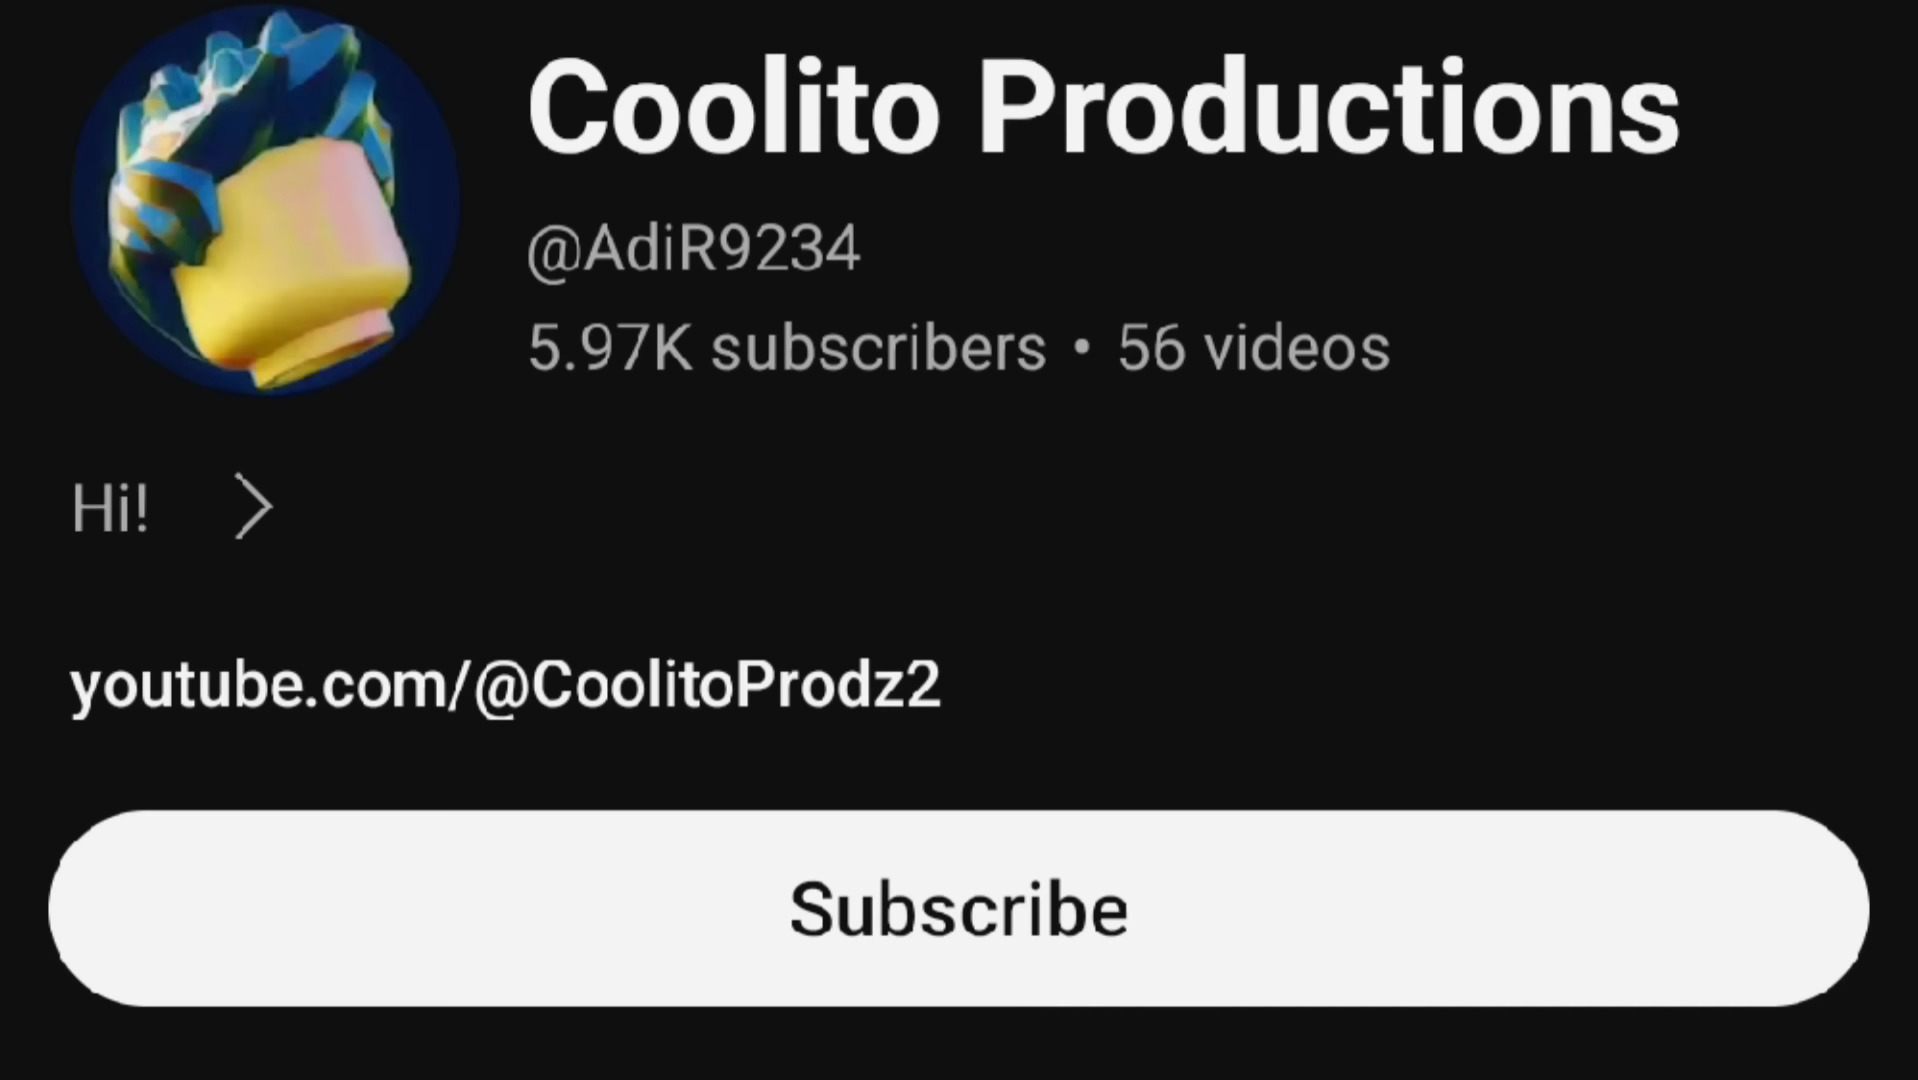 Coolito Productions
@AdiR9234
5.97K subscribers • 56 videos
Hi!
youtube.com/@CoolitoProdz2
Subscribe